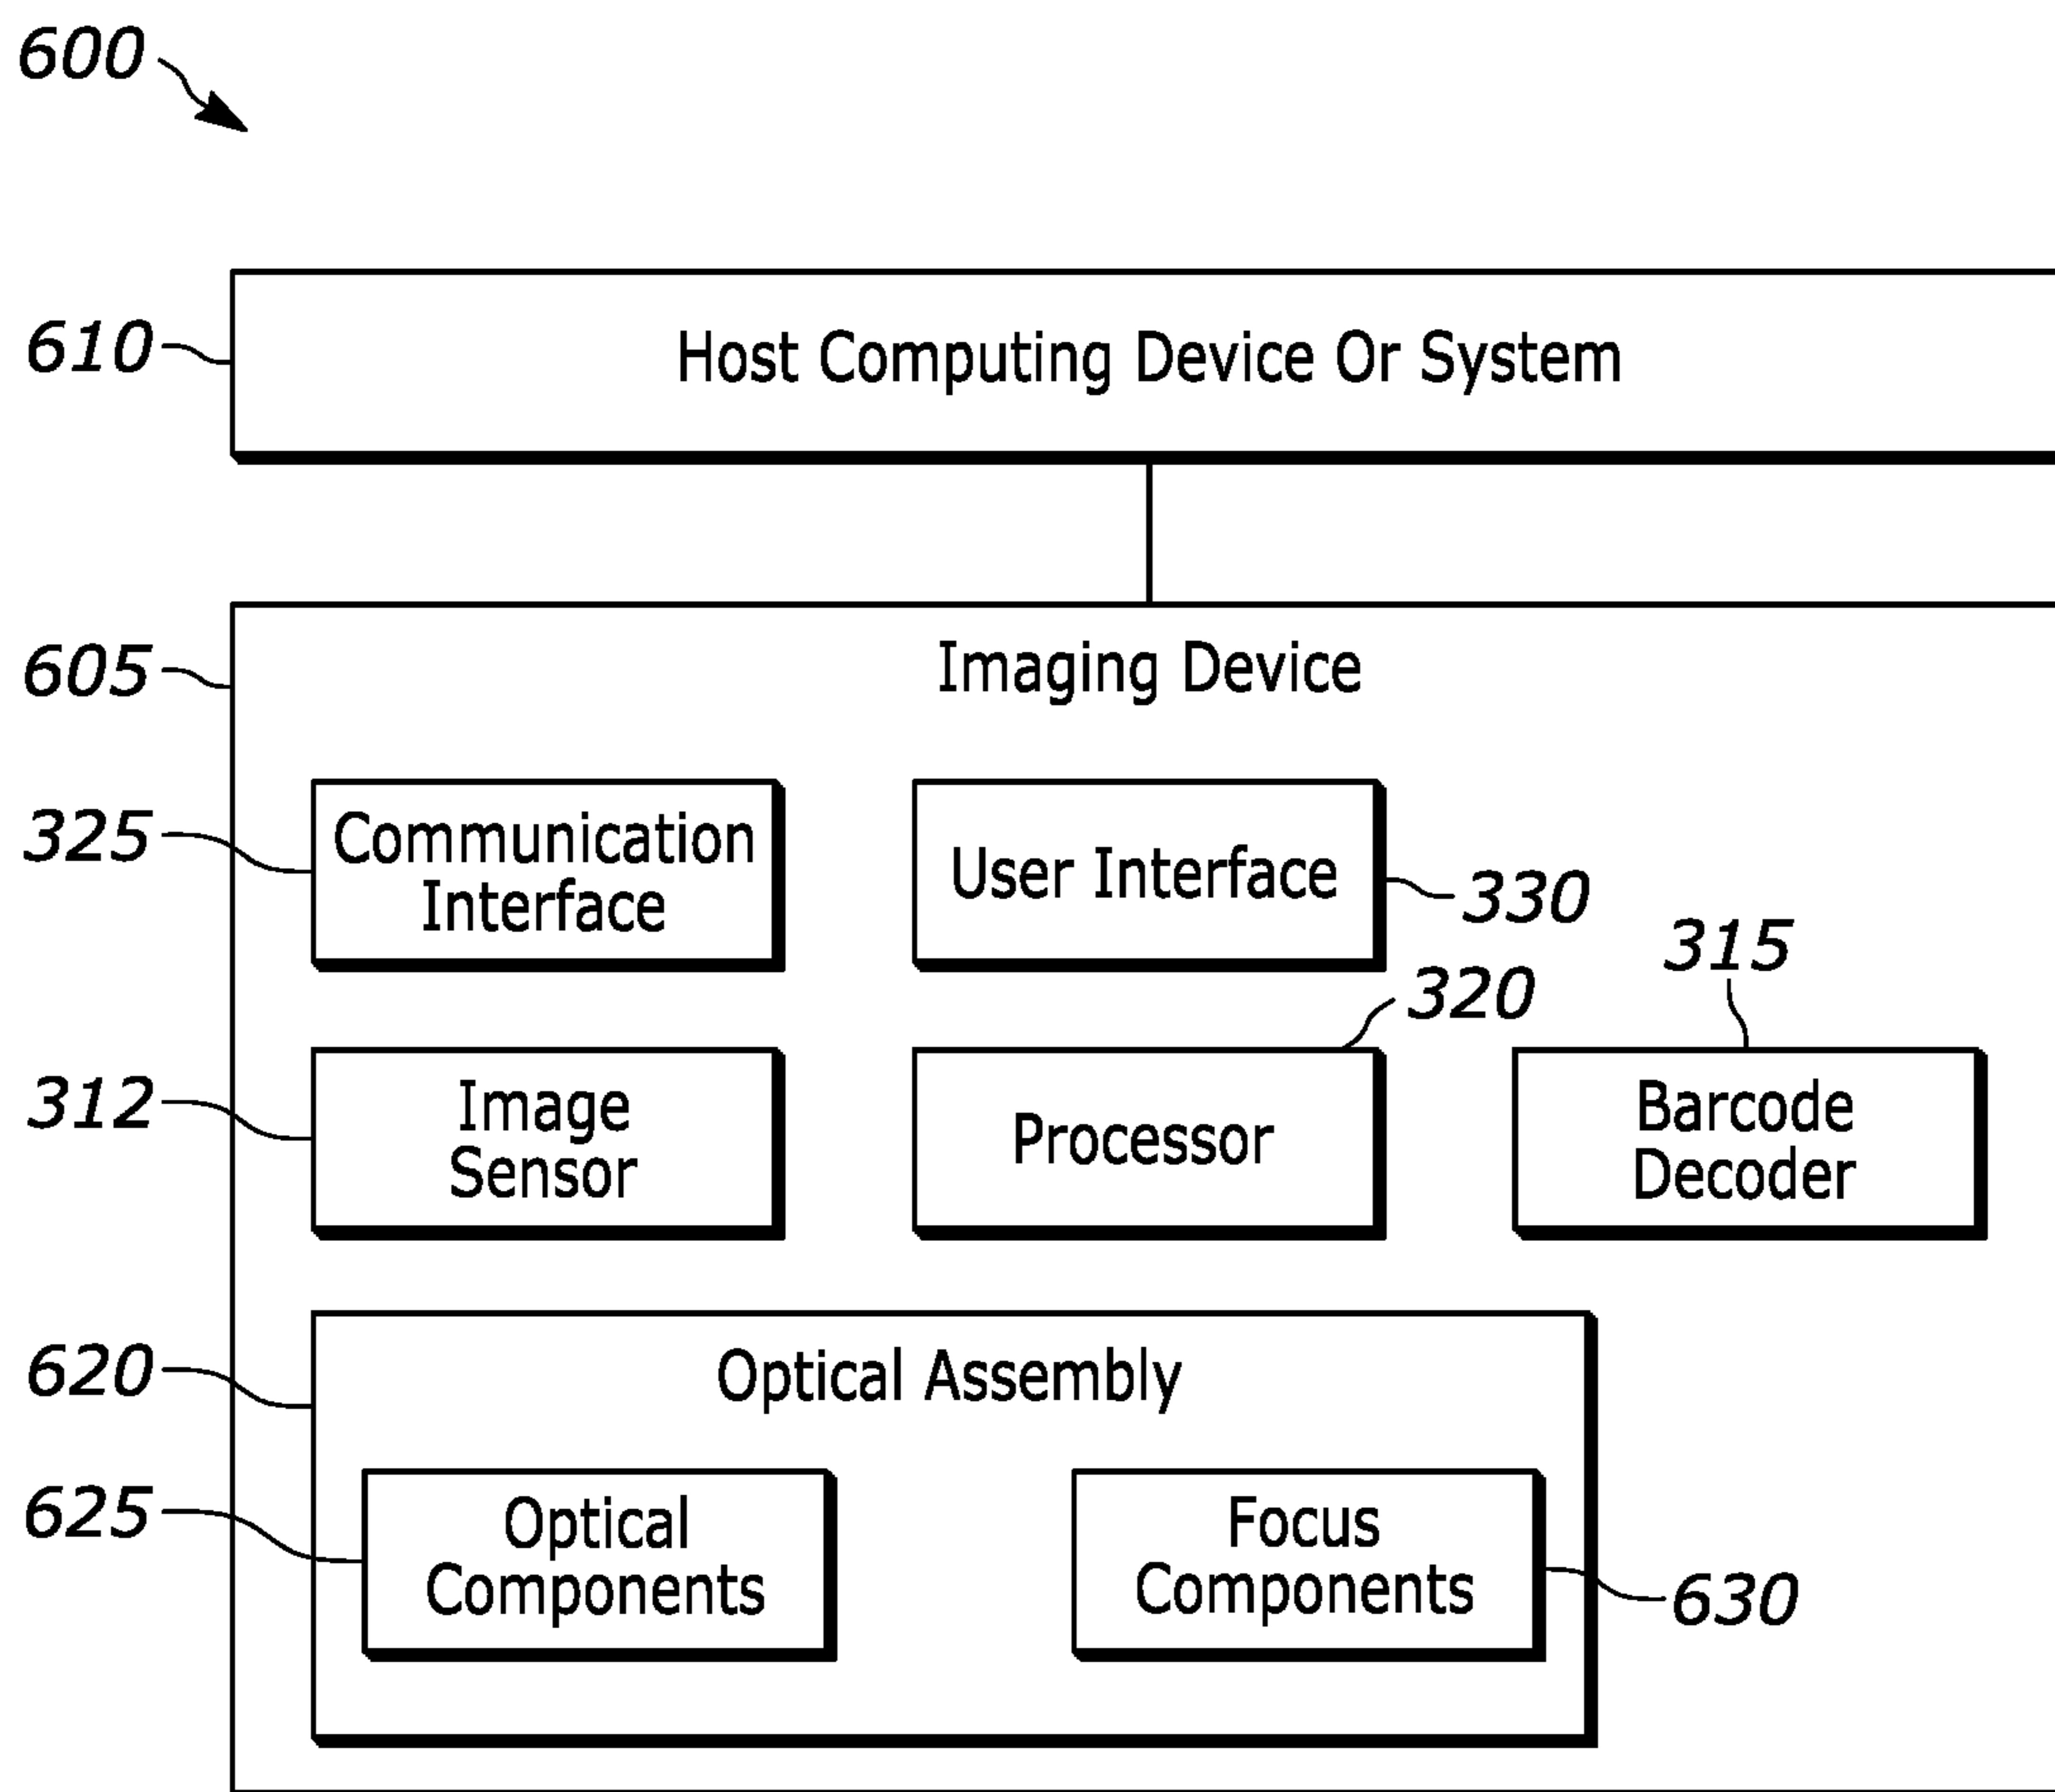 600
610
Host Computing Device Or System
605
Imaging Device
325
Communication
Interface
User Interface
330
315
320
312
Image
Sensor
Processor
Barcode
Decoder
620
Optical Assembly
625
Optical
Components
Focus
Components
630